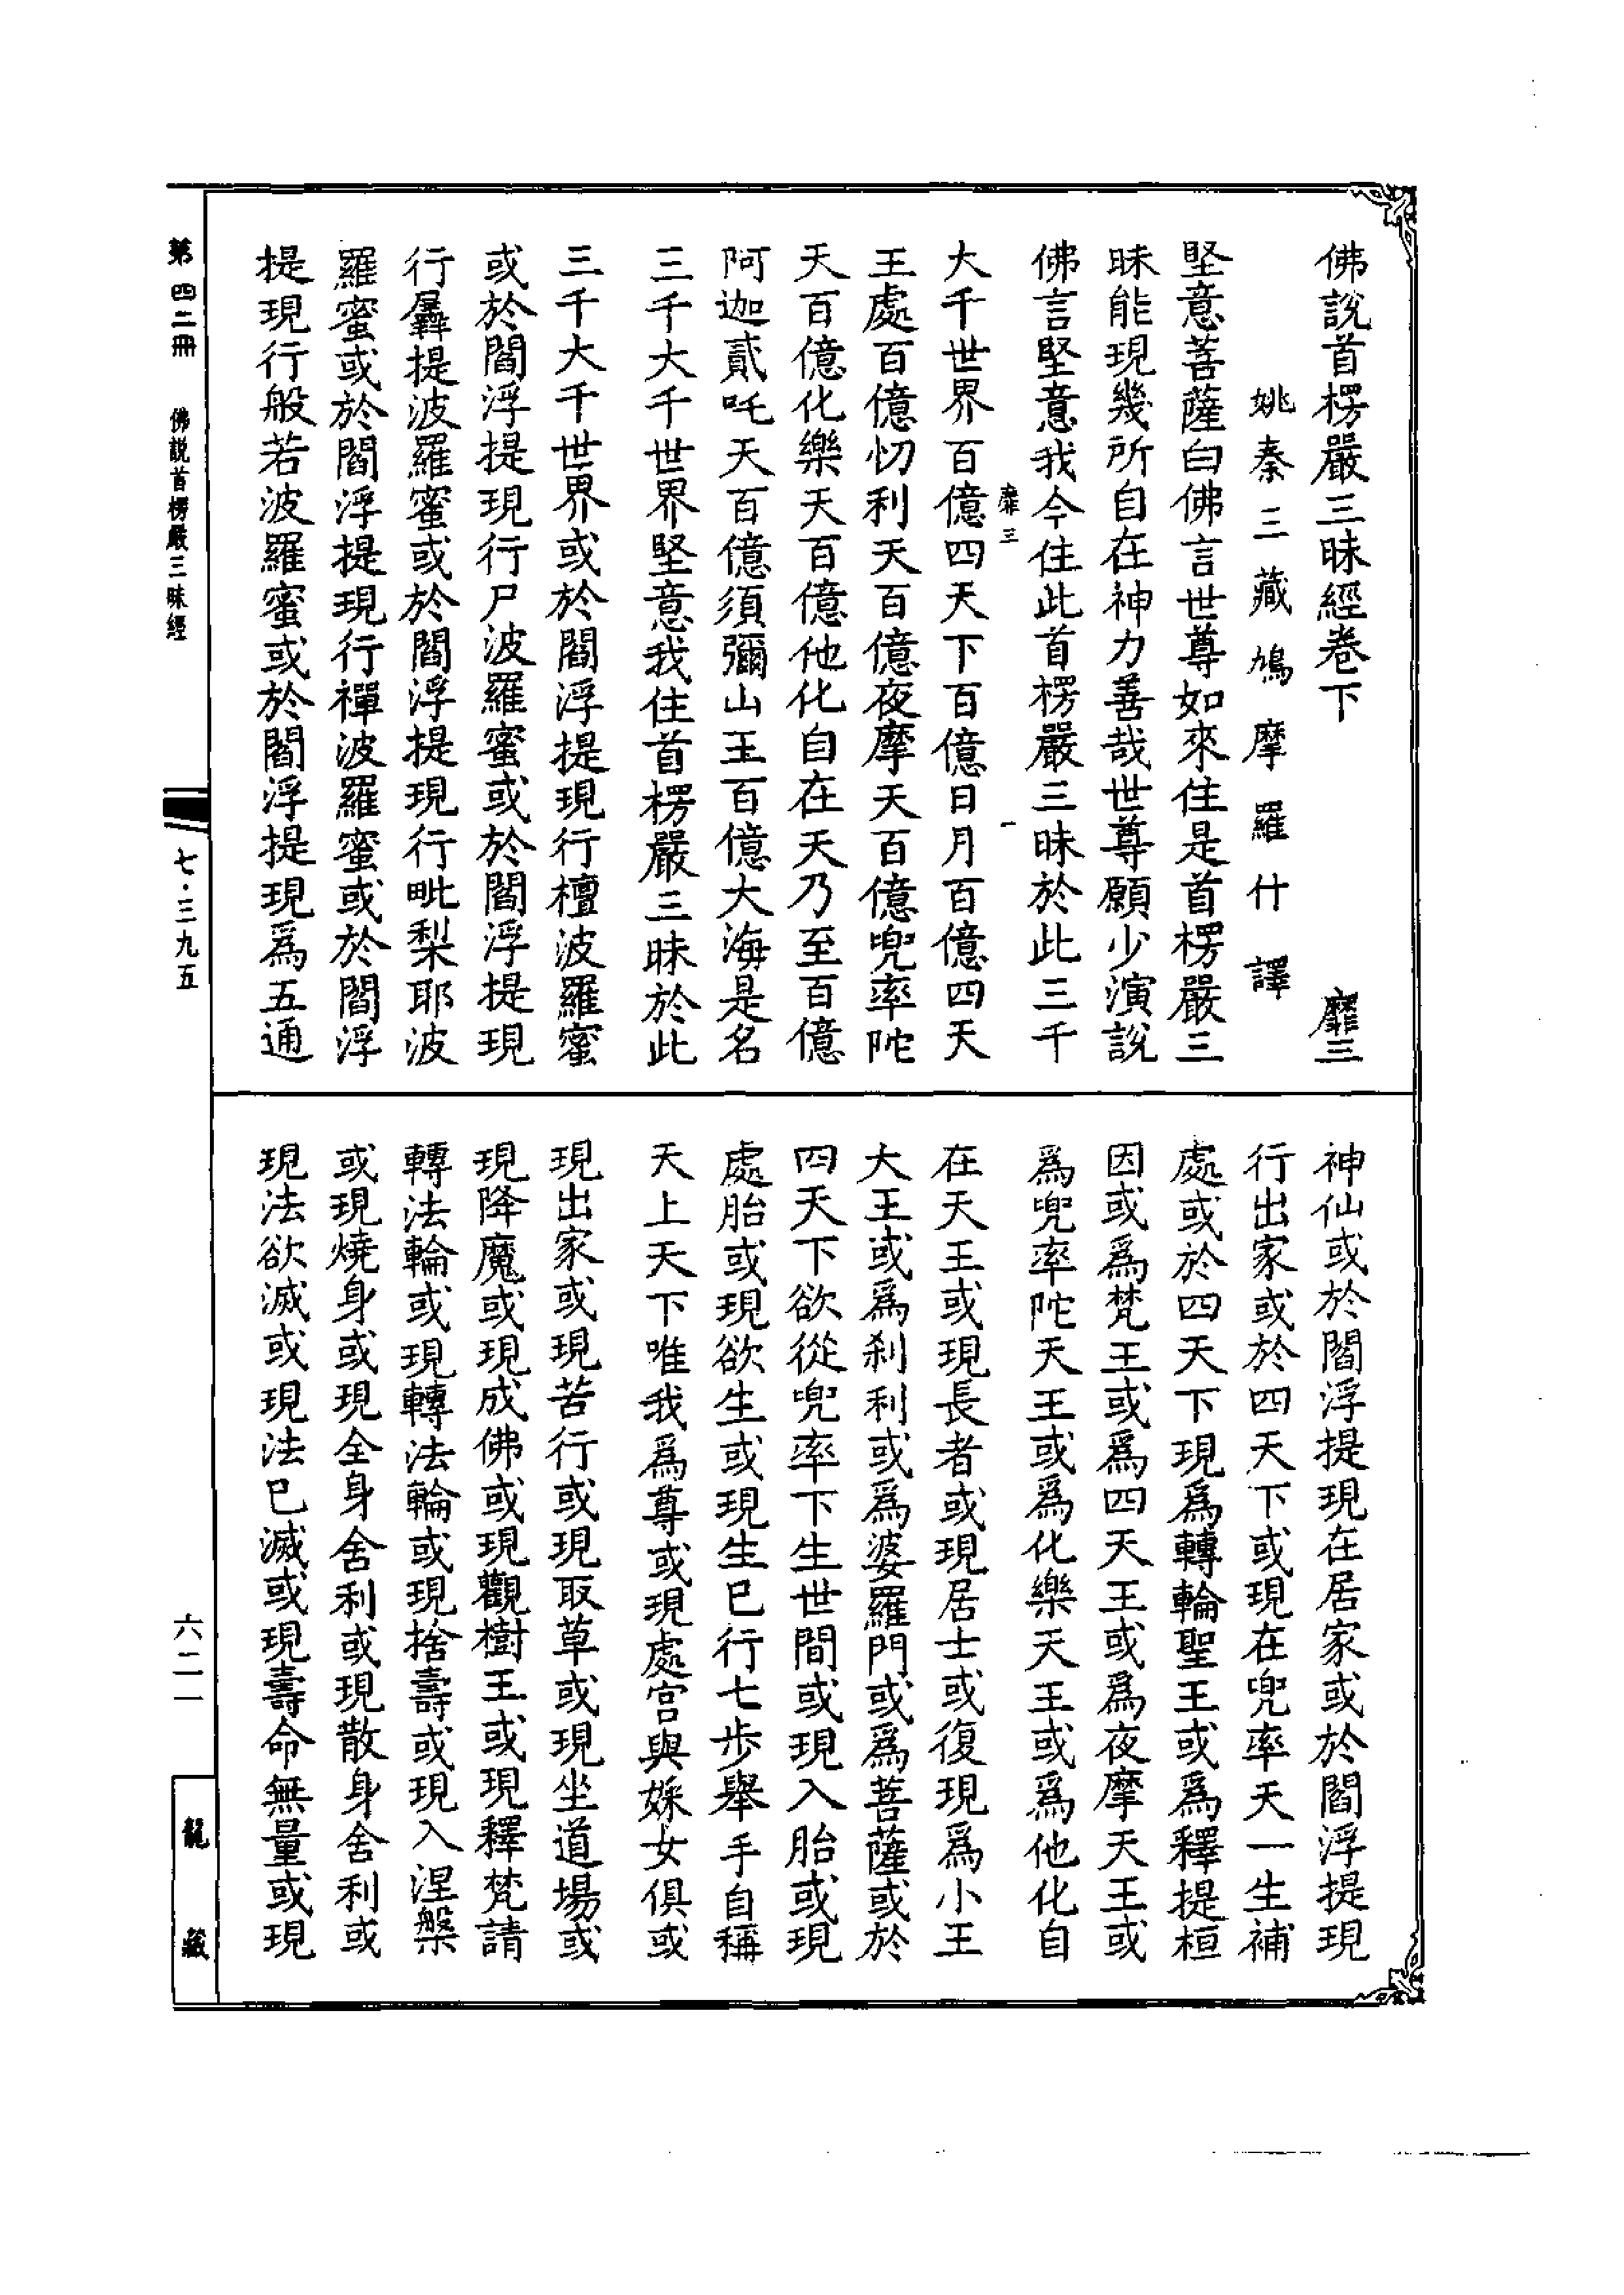 佛說首楞嚴三昧經卷下 靡三
姚秦三藏鳩摩羅什譯
堅意菩薩白佛言世尊如來住是首楞嚴三
昧能現幾所自在神力善哉世尊願少演說
佛言堅意我今住此首楞嚴三昧於此三千
靡三 一
大千世界百億四天下百億日月百億四天
王處百億忉利天百億夜摩天百億兜率陀
天百億化樂天百億他化自在天乃至百億
阿迦貳吒天百億須彌山王百億大海是名
三千大千世界堅意我住首楞嚴三昧於此
三千大千世界或於閻浮提現行檀波羅蜜
或於閻浮提現行尸波羅蜜或於閻浮提現
行羼提波羅蜜或於閻浮提現行毗梨耶波
羅蜜或於閻浮提現行禪波羅蜜或於閻浮
提現行般若波羅蜜或於閻浮提現爲五通
神仙或於閻浮提現在居家或於閻浮提現
行出家或於四天下或現在兜率天一生補
處或於四天下現爲轉輪聖王或爲釋提桓
因或爲梵王或爲四天王或爲夜摩天王或
爲兜率陀天王或爲化樂天王或爲他化自
在天王或現長者或現居士或復現爲小王
大王或爲剎利或爲婆羅門或爲菩薩或於
四天下欲從兜率下生世間或現入胎或現
處胎或現欲生或現生已行七步舉手自稱
天上天下唯我爲尊或現處宮與婇女俱或
現出家或現苦行或現取草或現坐道場或
現降魔或現成佛或現觀樹王或現釋梵請
轉法輪或現轉法輪或現捨壽或現入涅槃
或現燒身或現全身舍利或現散身舍利或
現法欲滅或現法已滅或現壽命無量或現
第四二冊 佛說首楞嚴三昧經
七·三九五
六二一
龍藏